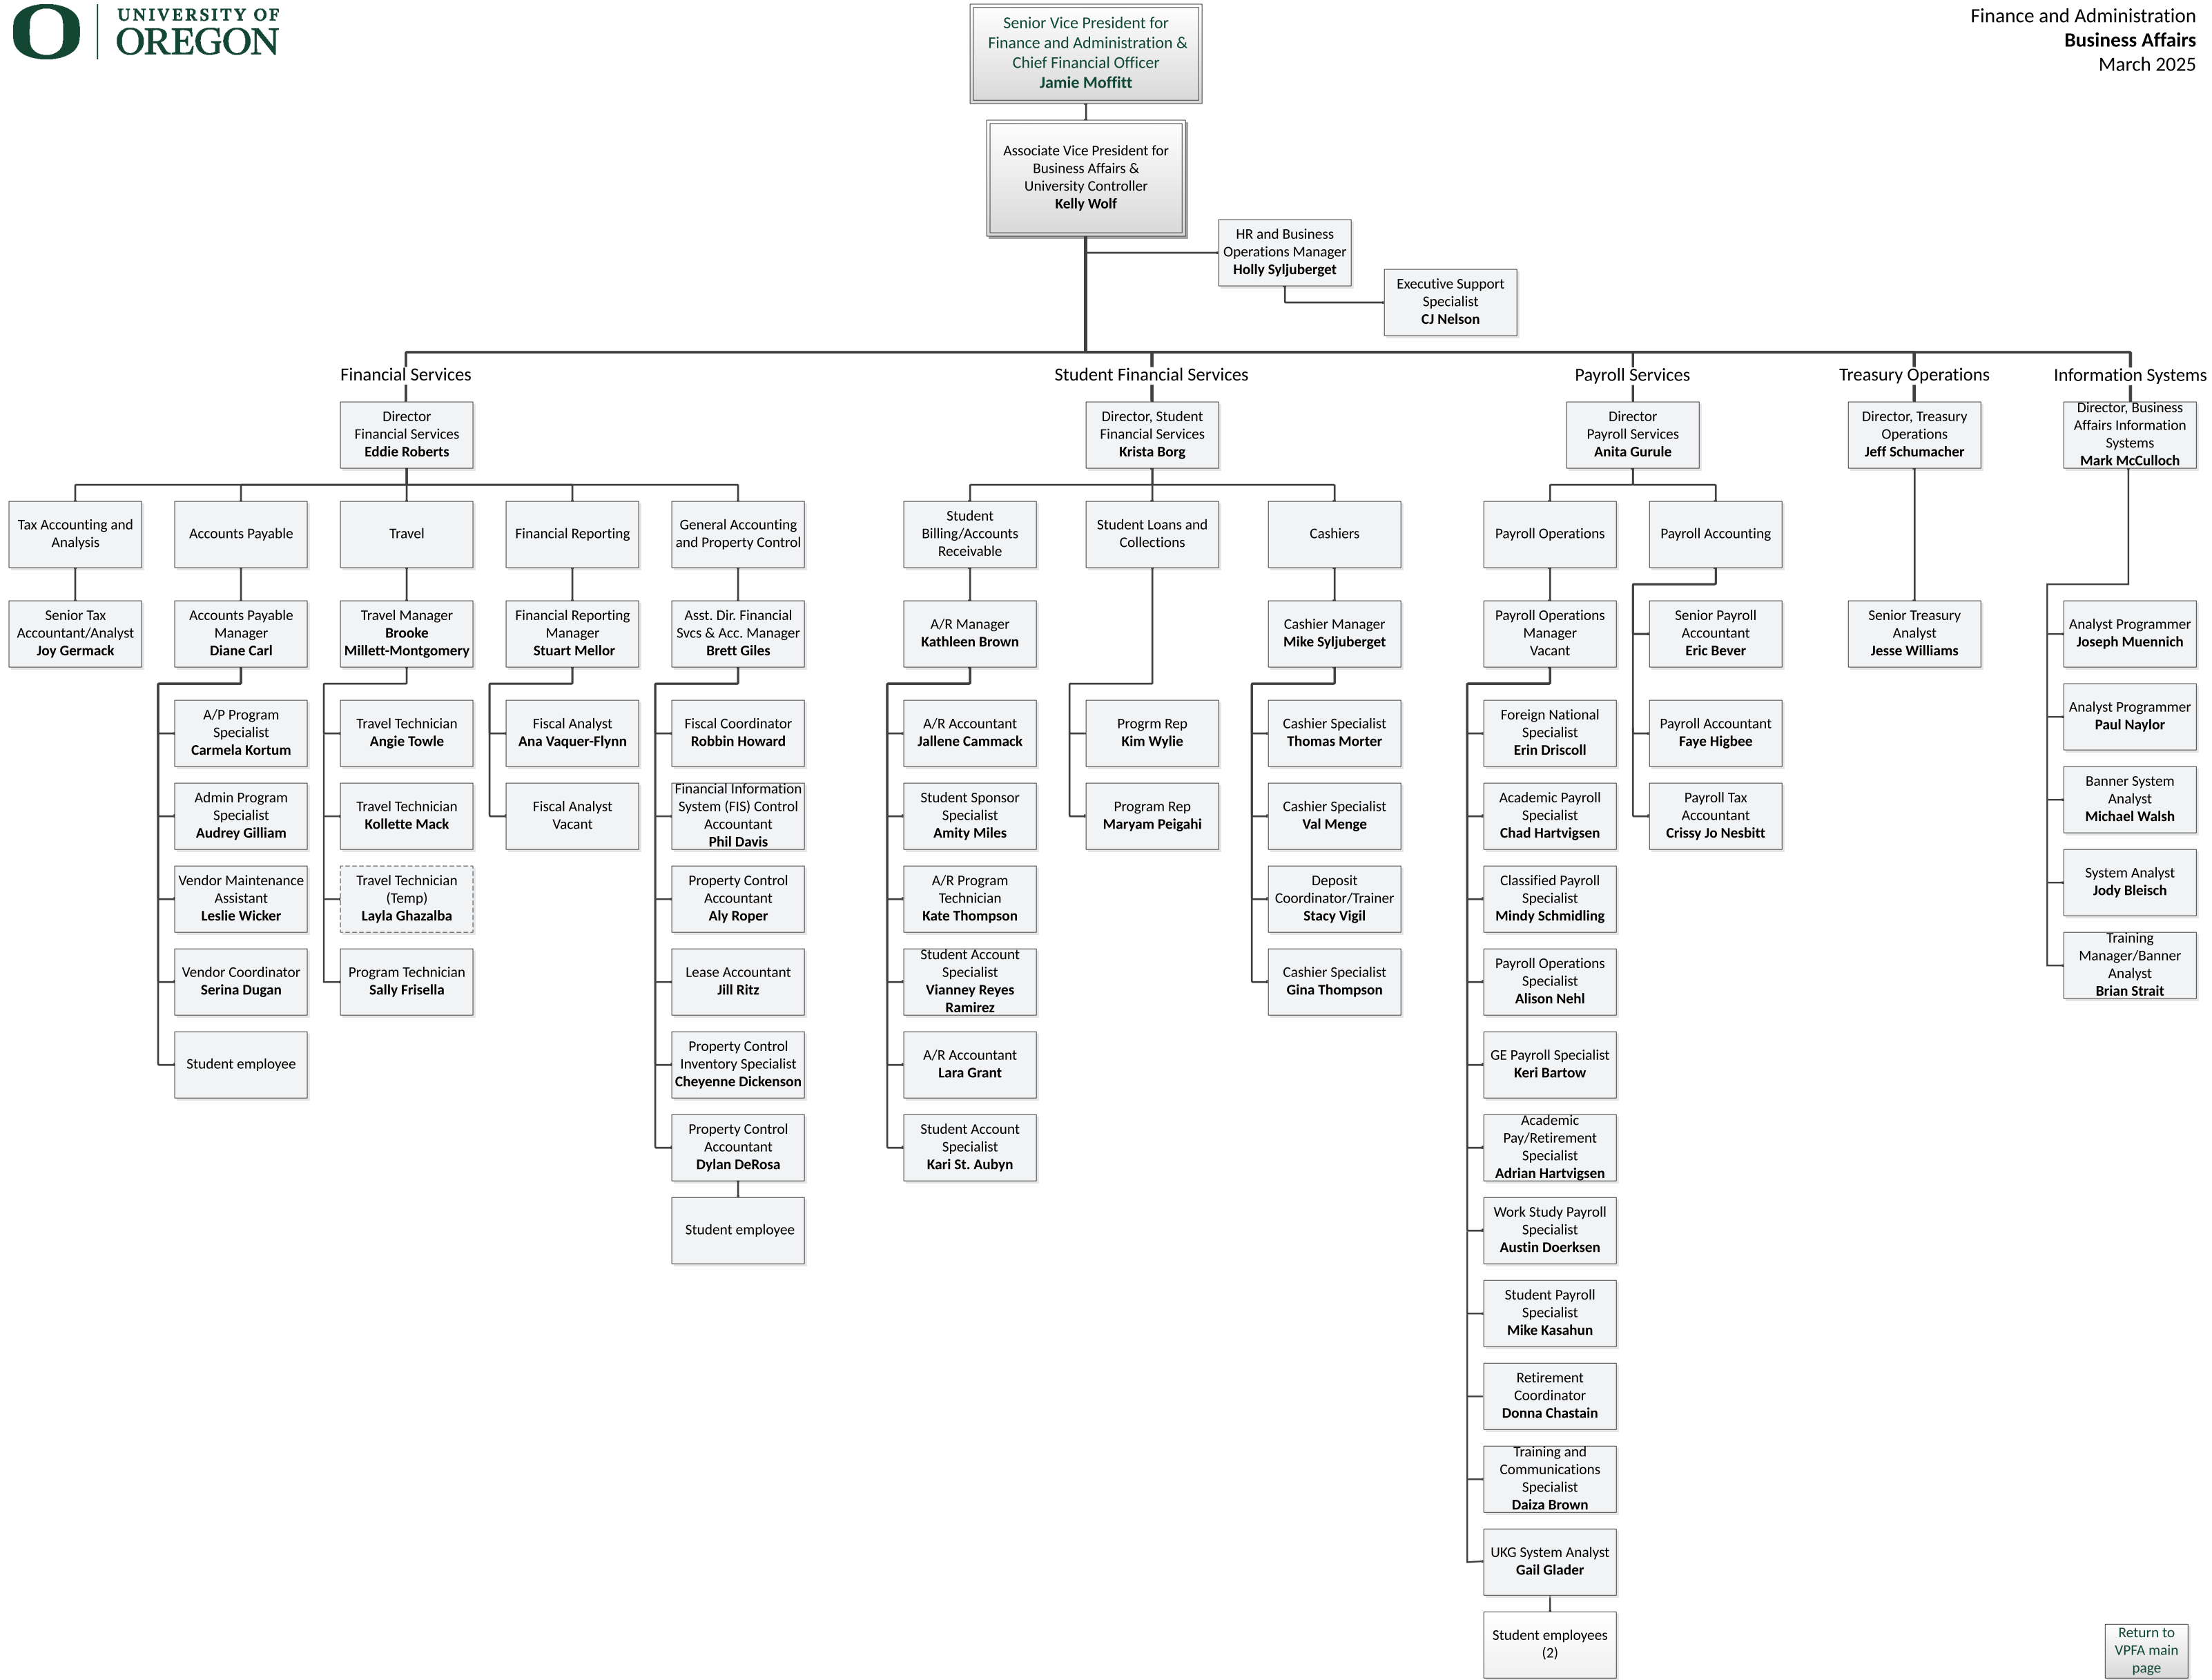 UNIVERSITY OF
OREGON
Finance and Administration
Business Affairs
March 2025
Senior Vice President for
Finance and Administration &
Chief Financial Officer
Jamie Moffitt
Associate Vice President for
Business Affairs &
University Controller
Kelly Wolf
HR and Business
Operations Manager
Holly Syljuberget
Executive Support
Specialist
CJ Nelson
Financial Services
Director
Financial Services
Eddie Roberts
Tax Accounting and
Analysis
Senior Tax
Accountant/Analyst
Joy Germack
Accounts Payable
Accounts Payable
Manager
Diane Carl
A/P Program
Specialist
Carmela Kortum
Admin Program
Specialist
Audrey Gilliam
Vendor Maintenance
Assistant
Leslie Wicker
Vendor Coordinator
Serina Dugan
Student employee
Travel
Travel Manager
Brooke
Millett-Montgomery
Travel Technician
Angie Towle
Travel Technician
Kollette Mack
Travel Technician
(Temp)
Layla Ghazalba
Program Technician
Sally Frisella
Financial Reporting
Financial Reporting
Manager
Stuart Mellor
Fiscal Analyst
Ana Vaquer-Flynn
Fiscal Analyst
Vacant
General Accounting
and Property Control
Asst. Dir. Financial
Svcs & Acc. Manager
Brett Giles
Fiscal Coordinator
Robbin Howard
Financial Information
System (FIS) Control
Accountant
Phil Davis
Property Control
Accountant
Aly Roper
Lease Accountant
Jill Ritz
Property Control
Inventory Specialist
Cheyenne Dickenson
Property Control
Accountant
Dylan DeRosa
Student employee
Student Financial Services
Director, Student
Financial Services
Krista Borg
Student
Billing/Accounts
Receivable
A/R Manager
Kathleen Brown
A/R Accountant
Jallene Cammack
Student Sponsor
Specialist
Amity Miles
A/R Program
Technician
Kate Thompson
Student Account
Specialist
Vianney Reyes
Ramirez
A/R Accountant
Lara Grant
Student Account
Specialist
Kari St. Aubyn
Student Loans and
Collections
Progrm Rep
Kim Wylie
Program Rep
Maryam Peigahi
Cashiers
Cashier Manager
Mike Syljuberget
Cashier Specialist
Thomas Morter
Cashier Specialist
Val Menge
Deposit
Coordinator/Trainer
Stacy Vigil
Cashier Specialist
Gina Thompson
Payroll Services
Director
Payroll Services
Anita Gurule
Payroll Operations
Payroll Operations
Manager
Vacant
Foreign National
Specialist
Erin Driscoll
Academic Payroll
Specialist
Chad Hartvigsen
Classified Payroll
Specialist
Mindy Schmidling
Payroll Operations
Specialist
Alison Nehl
GE Payroll Specialist
Keri Bartow
Academic
Pay/Retirement
Specialist
Adrian Hartvigsen
Work Study Payroll
Specialist
Austin Doerksen
Student Payroll
Specialist
Mike Kasahun
Retirement
Coordinator
Donna Chastain
Training and
Communications
Specialist
Daiza Brown
UKG System Analyst
Gail Glader
Student employees
(2)
Payroll Accounting
Senior Payroll
Accountant
Eric Bever
Payroll Accountant
Faye Higbee
Payroll Tax
Accountant
Crissy Jo Nesbitt
Treasury Operations
Director, Treasury
Operations
Jeff Schumacher
Senior Treasury
Analyst
Jesse Williams
Information Systems
Director, Business
Affairs Information
Systems
Mark McCulloch
Analyst Programmer
Joseph Muennich
Analyst Programmer
Paul Naylor
Banner System
Analyst
Michael Walsh
System Analyst
Jody Bleisch
Training
Manager/Banner
Analyst
Brian Strait
Return to
VPFA main
page